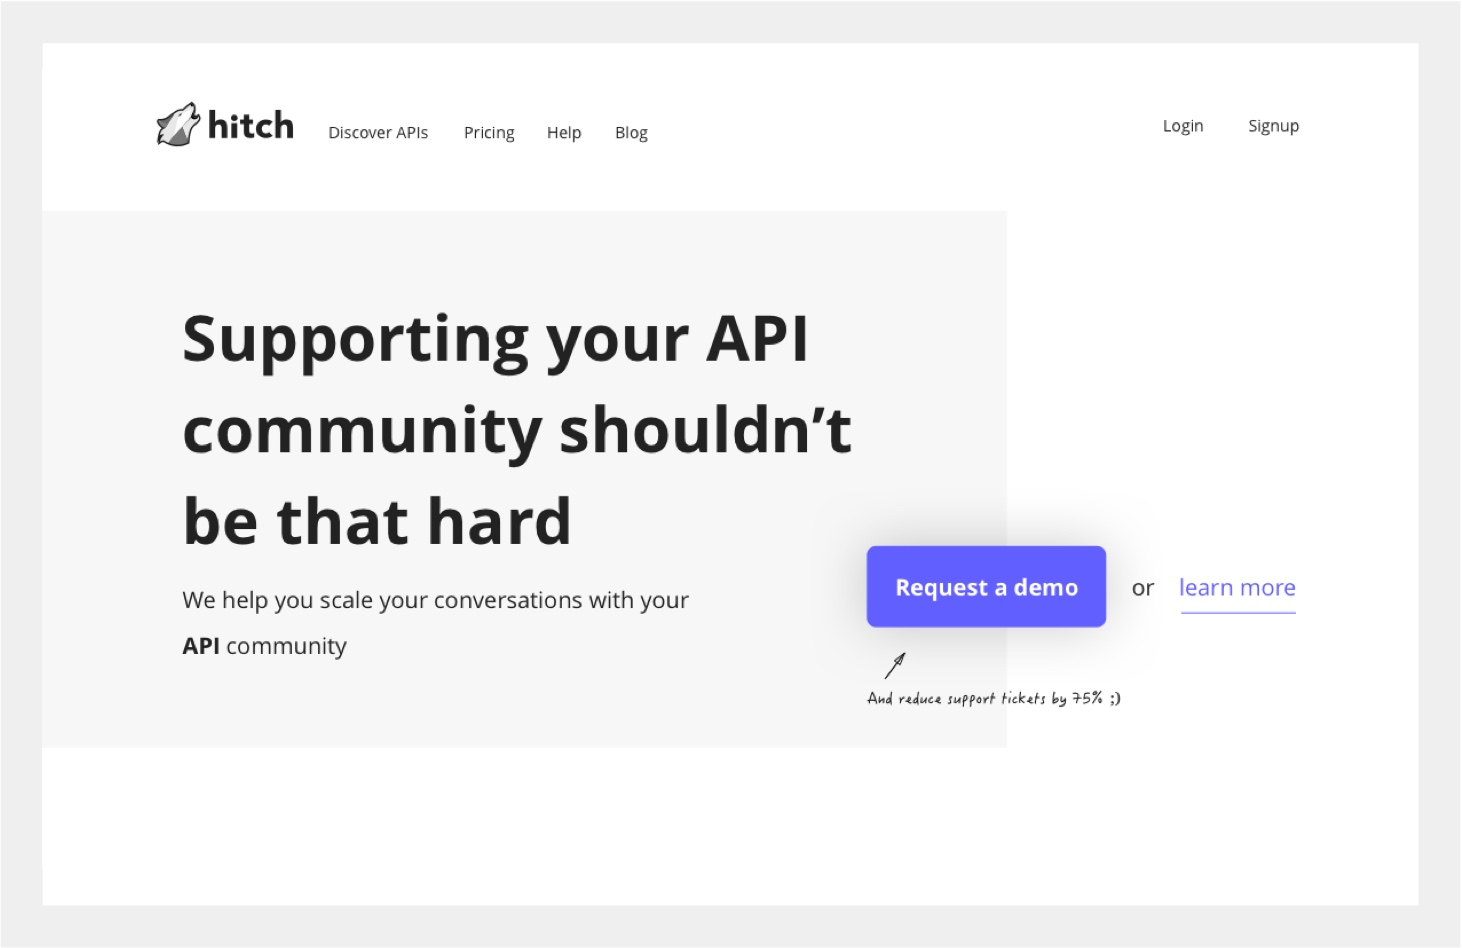 hitch Discover APIs Pricing Help Blog Login Signup
Supporting your API
community shouldn’t
be that hard
We help you scale your conversations with your
API community
Request a demo or learn more
And reduce support tickets by 75% ;)